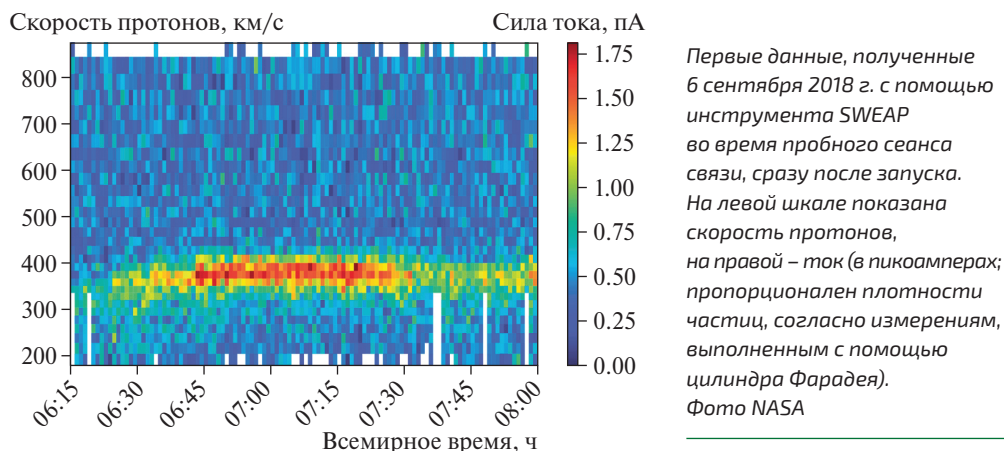 Скорость протонов, км/с
Сила тока, пА
800
700
600
500
400
300
200
06:15
06:30
06:45
07:00
07:15
07:30
07:45
08:00
Всемирное время, ч
1.75
1.50
1.25
1.00
0.75
0.50
0.25
0.00
Первые данные, полученные
6 сентября 2018 г. с помощью
инструмента SWEAP
во время пробного сеанса
связи, сразу после запуска.
На левой шкале показана
скорость протонов,
на правой – ток (в пикоамперах;
пропорционален плотности
частиц, согласно измерениям,
выполненным с помощью
цилиндра Фарадея).
Фото NASA